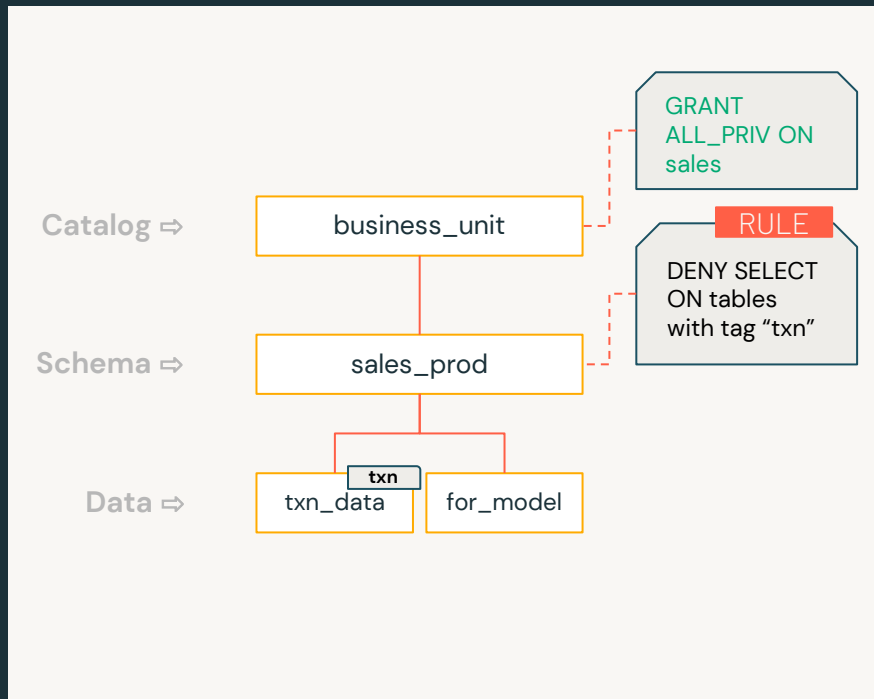 GRANT
ALL_PRIV ON
sales
Catalog ⇨
business_unit
RULE
DENY SELECT
ON tables
with tag “txn”
Schema ⇨
sales_prod
txn
Data ⇨
txn_data
for_model